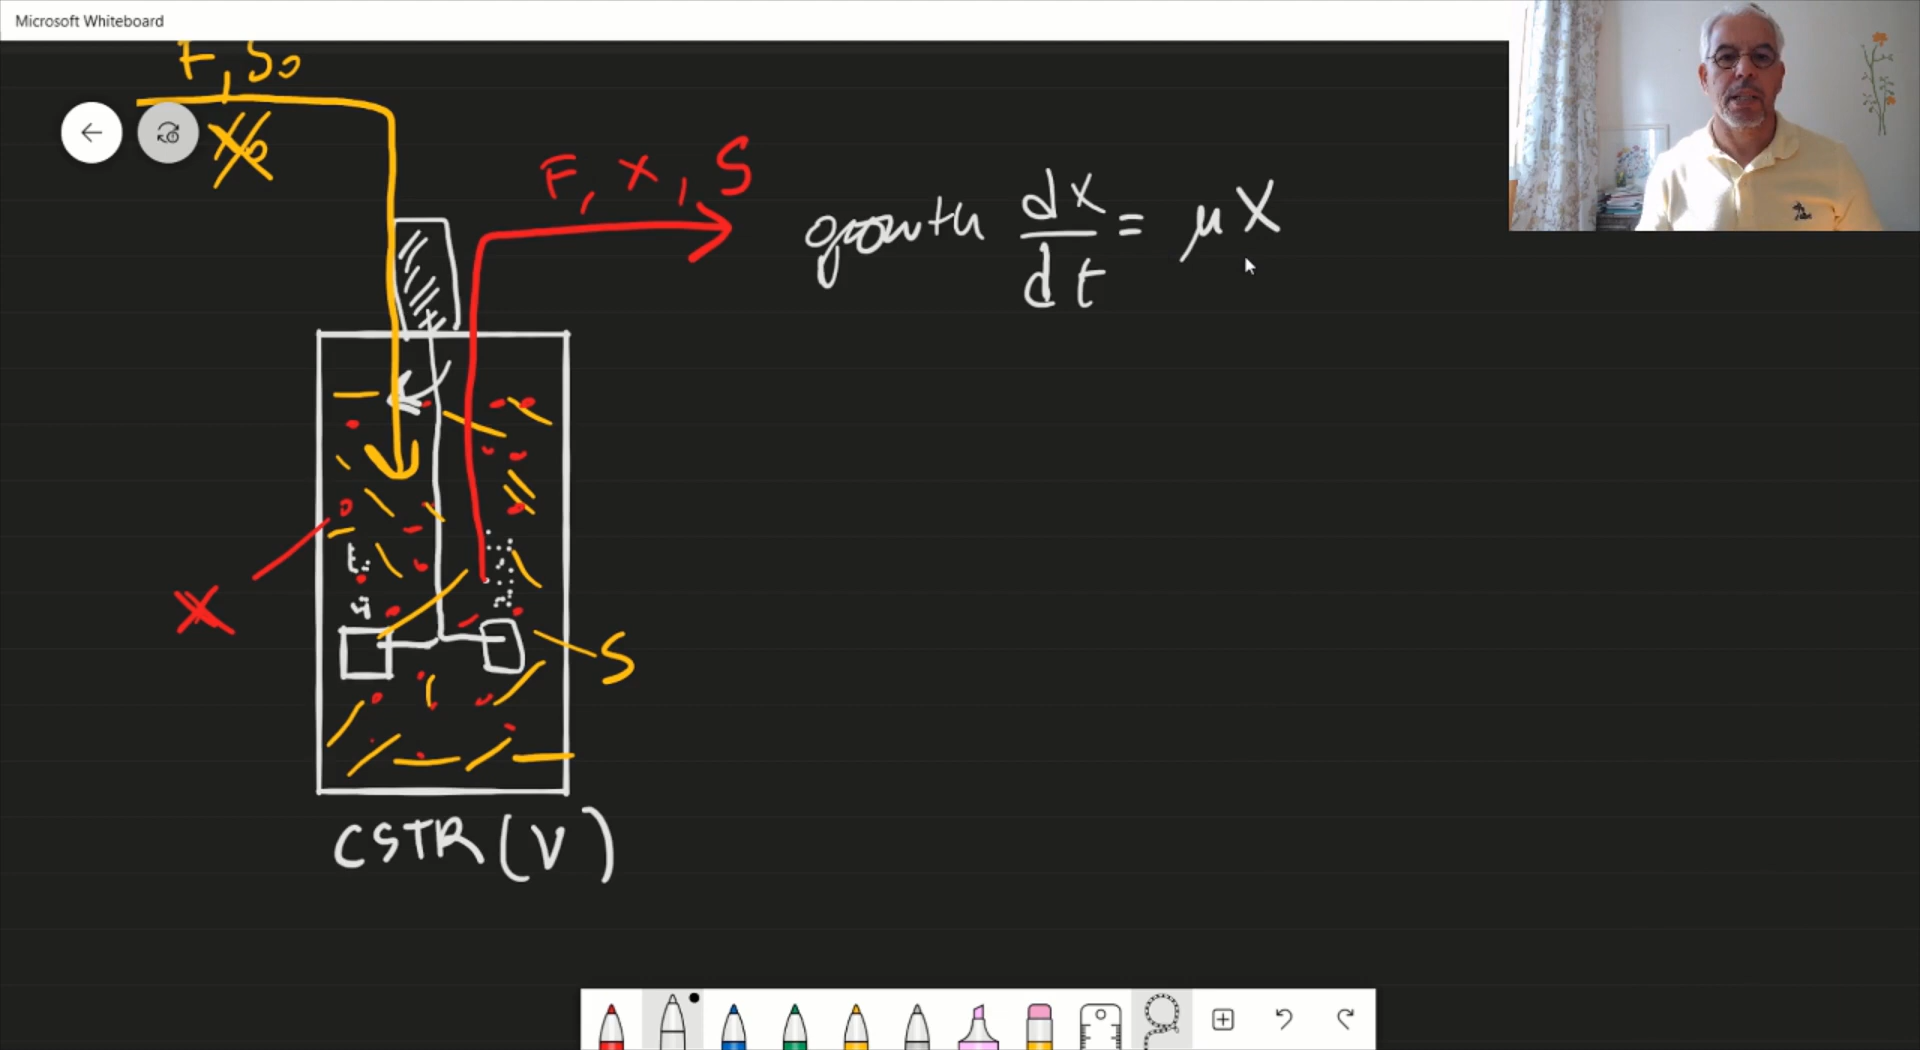 Microsoft Whiteboard
F, S₀
X₀
F, X, S
growth dx/dt = μX
X
S
CSTR (V)